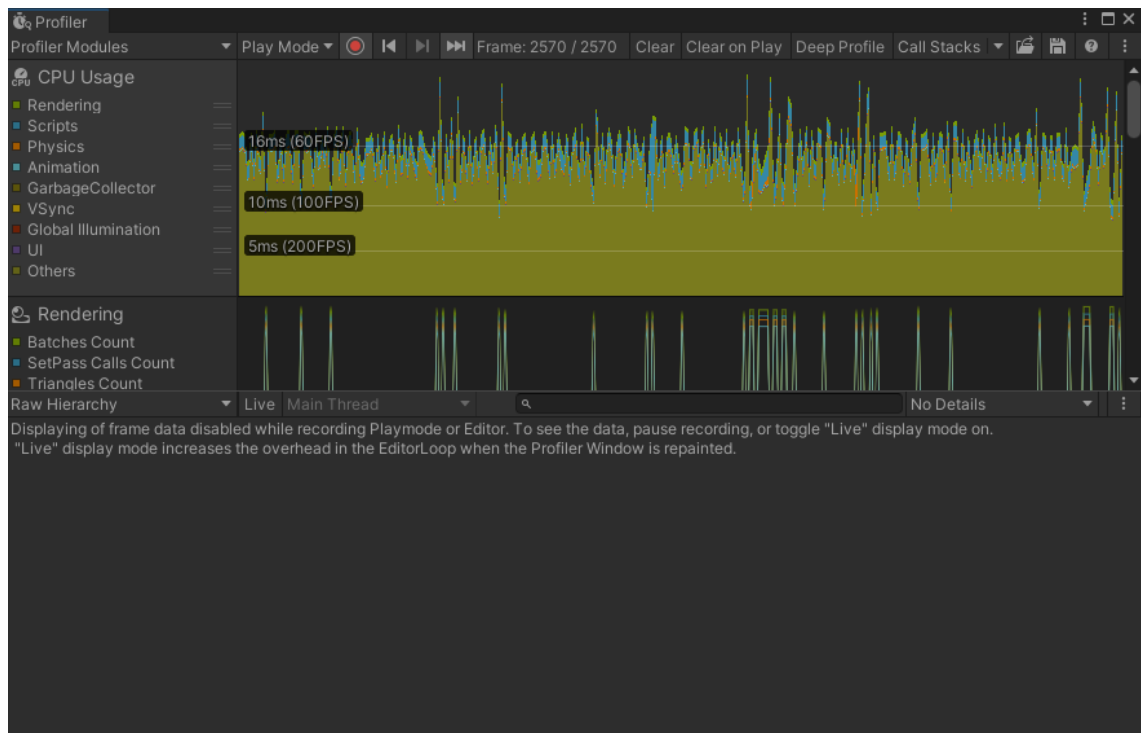 Profiler
Profiler Modules Play Mode Frame: 2570 / 2570 Clear Clear on Play Deep Profile Call Stacks
CPU Usage
Rendering
Scripts
Physics
Animation
GarbageCollector
VSync
Global Illumination
UI
Others
16ms (60FPS)
10ms (100FPS)
5ms (200FPS)
Rendering
Batches Count
SetPass Calls Count
Triangles Count
Raw Hierarchy Live Main Thread No Details
Displaying of frame data disabled while recording Playmode or Editor. To see the data, pause recording, or toggle "Live" display mode on.
"Live" display mode increases the overhead in the EditorLoop when the Profiler Window is repainted.